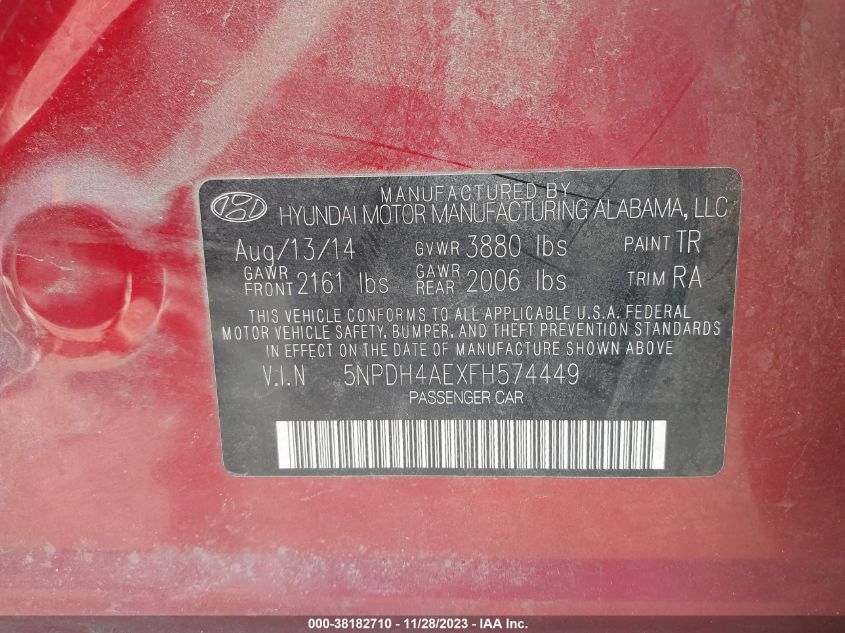 MANUFACTURED BY
HYUNDAI MOTOR MANUFACTURING ALABAMA, LLC
Aug/13/14 GVWR 3880 lbs PAINT TR
GAWR FRONT 2161 lbs GAWR REAR 2006 lbs TRIM RA
THIS VEHICLE CONFORMS TO ALL APPLICABLE U.S.A. FEDERAL
MOTOR VEHICLE SAFETY, BUMPER, AND THEFT PREVENTION STANDARDS
IN EFFECT ON THE DATE OF MANUFACTURE SHOWN ABOVE
V.I.N 5NPDH4AEXFH574449
PASSENGER CAR
000-38182710 - 11/28/2023 - © IAA Inc.